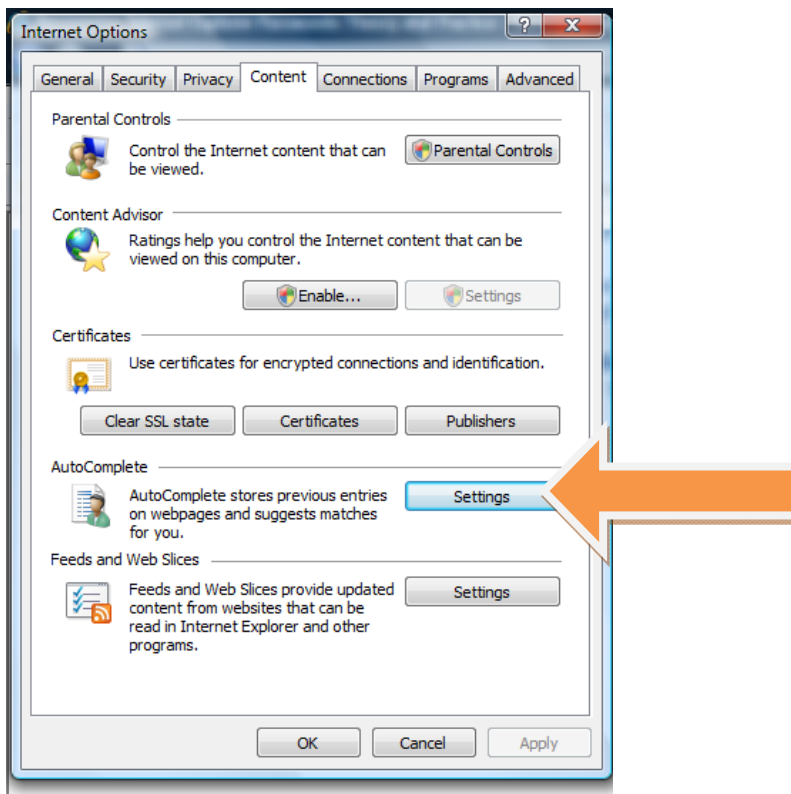 Internet Options
General Security Privacy Content Connections Programs Advanced
Parental Controls
Control the Internet content that can
be viewed.
Parental Controls
Content Advisor
Ratings help you control the Internet content that can be
viewed on this computer.
Enable... Settings
Certificates
Use certificates for encrypted connections and identification.
Clear SSL state Certificates Publishers
AutoComplete
AutoComplete stores previous entries
on webpages and suggests matches
for you.
Settings
Feeds and Web Slices
Feeds and Web Slices provide updated
content from websites that can be
read in Internet Explorer and other
programs.
Settings
OK Cancel Apply